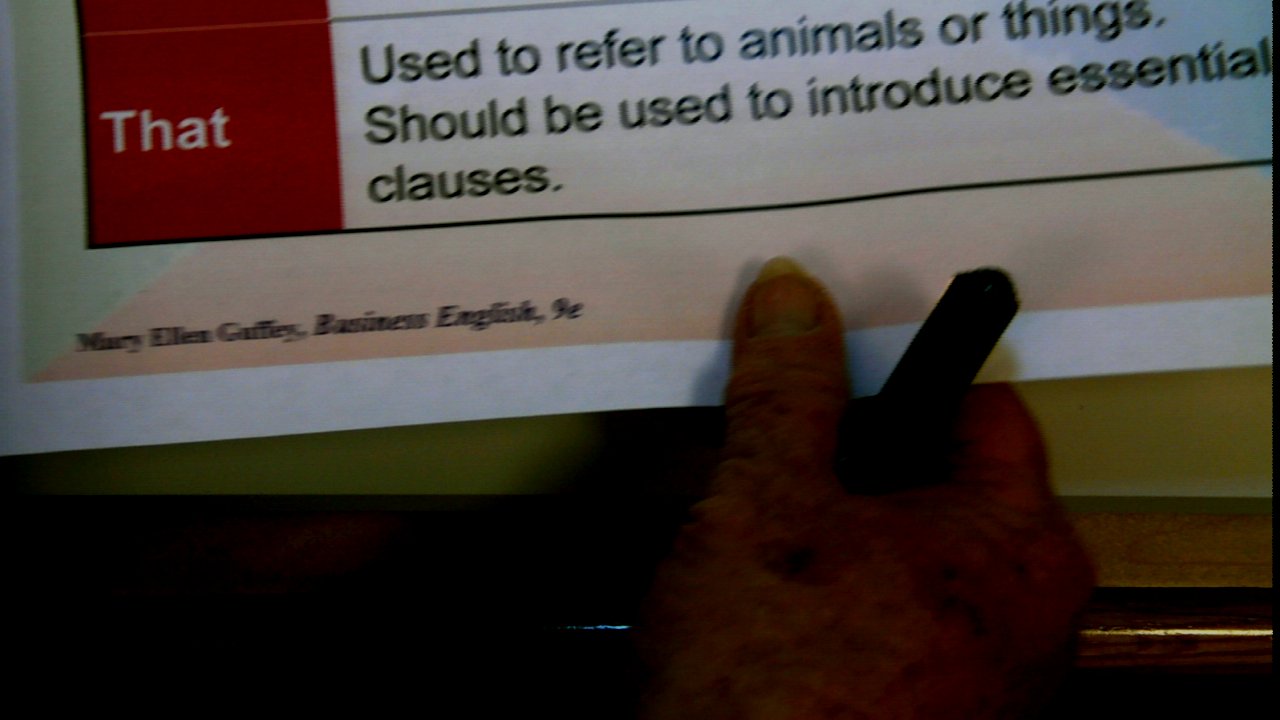 That
Used to refer to animals or things.
Should be used to introduce essential
clauses.
Mary Ellen Guffey, Business English, 9e